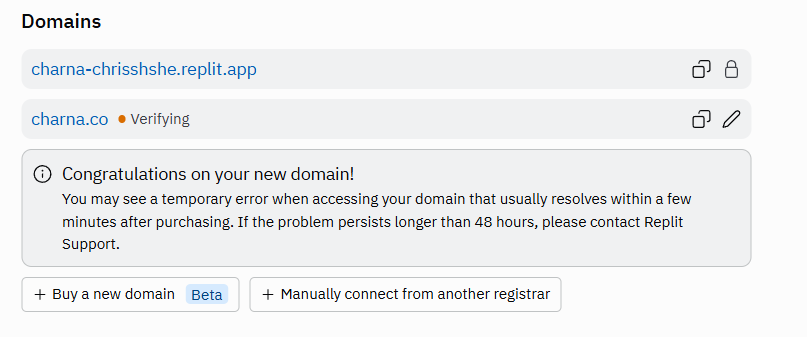 Domains
charna-chrisshshe.replit.app
charna.co Verifying
Congratulations on your new domain!
You may see a temporary error when accessing your domain that usually resolves within a few
minutes after purchasing. If the problem persists longer than 48 hours, please contact Replit
Support.
+ Buy a new domain Beta + Manually connect from another registrar